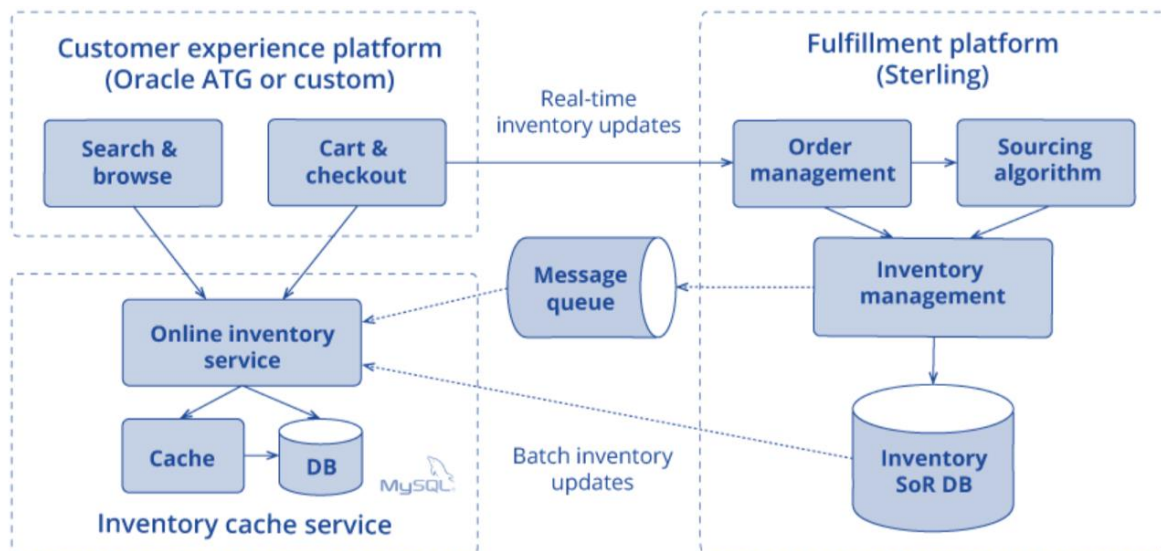 Customer experience platform
(Oracle ATG or custom)
Search &
browse
Cart &
checkout
Real-time
inventory updates
Fulfillment platform
(Sterling)
Order
management
Sourcing
algorithm
Message
queue
Inventory
management
Online inventory
service
Cache
DB
MySQL
Inventory cache service
Batch inventory
updates
Inventory
SoR DB